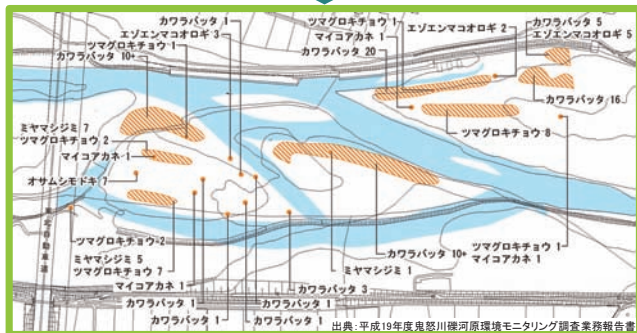 カワラバッタ 1
エゾエンマコオロギ 3
ツマグロキチョウ 1
カワラバッタ 10+
ツマグロキチョウ 1
マイコアカネ 1
カワラバッタ 20
エゾエンマコオロギ 2
カワラバッタ 5
エゾエンマコオロギ 5
カワラバッタ 16
ツマグロキチョウ 8
ミヤマシジミ 7
ツマグロキチョウ 2
マイコアカネ 1
オサムシモドキ 7
東北自動車道
ツマグロキチョウ 2
ミヤマシジミ 5
ツマグロキチョウ 7
マイコアカネ 1
カワラバッタ 1
カワラバッタ 1
カワラバッタ 1
カワラバッタ 1
カワラバッタ 1
カワラバッタ 3
ミヤマシジミ 1
カワラバッタ 10+
ツマグロキチョウ 1
マイコアカネ 1
出典：平成19年度鬼怒川礫河原環境モニタリング調査業務報告書